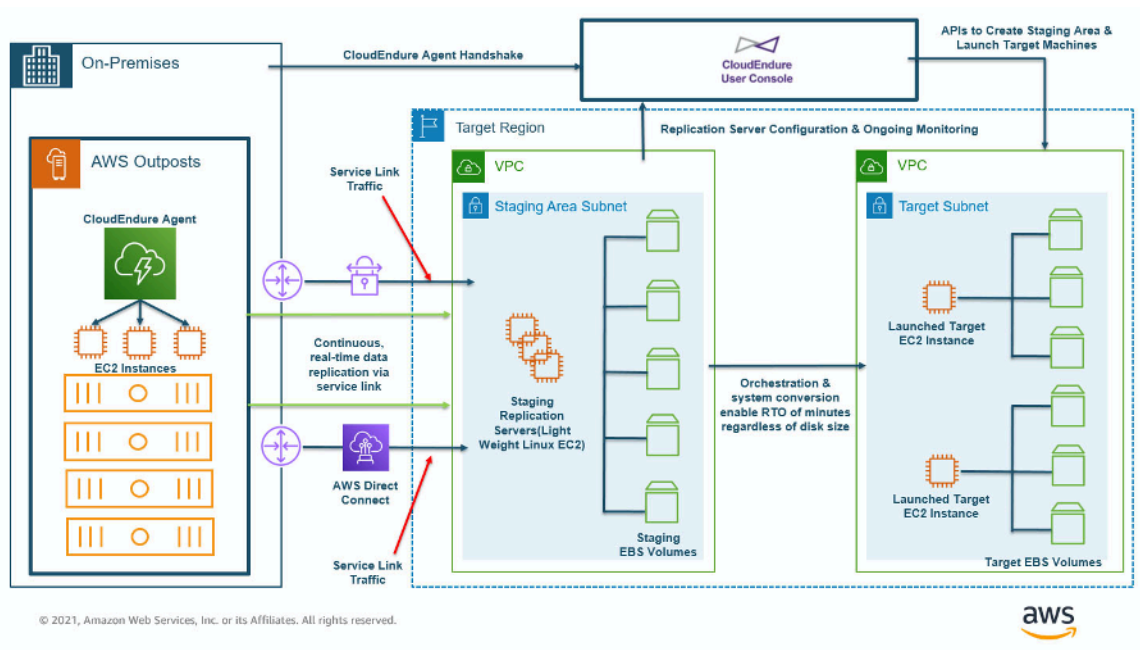 On-Premises
CloudEndure Agent Handshake
CloudEndure
User Console
APIs to Create Staging Area &
Launch Target Machines
AWS Outposts
CloudEndure Agent
EC2 Instances
Target Region
Replication Server Configuration & Ongoing Monitoring
Service Link
Traffic
VPC
Staging Area Subnet
Continuous,
real-time data
replication via
service link
Staging
Replication
Servers(Light
Weight Linux EC2)
AWS Direct
Connect
Service Link
Traffic
Staging
EBS Volumes
Orchestration &
system conversion
enable RTO of minutes
regardless of disk size
VPC
Target Subnet
Launched Target
EC2 Instance
Launched Target
EC2 Instance
Target EBS Volumes
© 2021, Amazon Web Services, Inc. or its Affiliates. All rights reserved.
aws